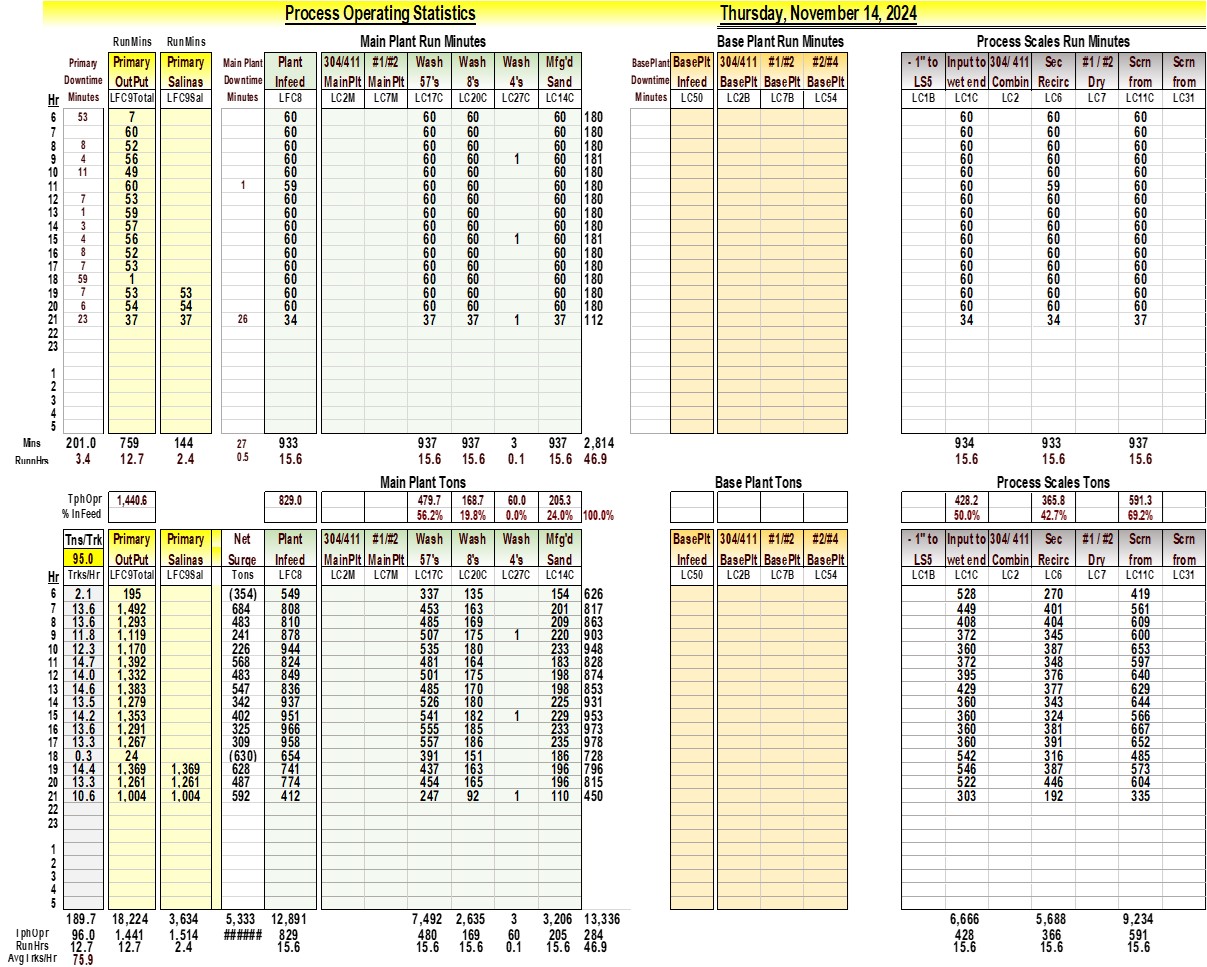 Process Operating Statistics Thursday, November 14, 2024
RunMins RunMins Main Plant Run Minutes Base Plant Run Minutes Process Scales Run Minutes
Primary Primary Primary Main Plant Plant 304/411 #1/#2 Wash Wash Wash Mfg'd BasePlant BasePlt 304/411 #1/#2 #2/#4 - 1" to Input to 304/ 411 Sec #1 / #2 Scrn Scrn
Downtime OutPut Salinas Downtime Infeed MainPlt MainPlt 57's 8's 4's Sand Downtime Infeed BasePlt BasePlt BasePlt LS5 wet end Combin Recirc Dry from from
Hr Minutes LFC9Total LFC9Sal Minutes LFC8 LC2M LC7M LC17C LC20C LC27C LC14C Minutes LC50 LC2B LC7B LC54 LC1B LC1C LC2 LC6 LC7 LC11C LC31
6 53 7 60 60 60 60 180 60 60 60
7 60 60 60 60 60 180 60 60 60
8 8 52 60 60 60 60 180 60 60 60
9 4 56 60 60 60 1 60 181 60 60 60
10 11 49 60 60 60 60 180 60 60 60
11 60 1 59 60 60 60 180 60 59 60
12 7 53 60 60 60 60 180 60 60 60
13 1 59 60 60 60 60 180 60 60 60
14 3 57 60 60 60 60 180 60 60 60
15 4 56 60 60 60 1 60 181 60 60 60
16 8 52 60 60 60 60 180 60 60 60
17 7 53 60 60 60 60 180 60 60 60
18 59 1 60 60 60 60 180 60 60 60
19 7 53 53 60 60 60 60 180 60 60 60
20 6 54 54 60 60 60 60 180 60 60 60
21 23 37 37 26 34 37 37 1 37 112 34 34 37
22
23
1
2
3
4
5
Mins 201.0 759 144 27 933 937 937 3 937 2,814 934 933 937
RunnHrs 3.4 12.7 2.4 0.5 15.6 15.6 15.6 0.1 15.6 46.9 15.6 15.6 15.6
Main Plant Tons Base Plant Tons Process Scales Tons
TphOpr 1,440.6 829.0 479.7 168.7 60.0 205.3 428.2 365.8 591.3
% InFeed 56.2% 19.8% 0.0% 24.0% 100.0% 50.0% 42.7% 69.2%
Tns/Trk Primary Primary Net Plant 304/411 #1/#2 Wash Wash Wash Mfg'd BasePlt 304/411 #1/#2 #2/#4 - 1" to Input to 304/ 411 Sec #1 / #2 Scrn Scrn
95.0 OutPut Salinas Surge Infeed MainPlt MainPlt 57's 8's 4's Sand Infeed BasePlt BasePlt BasePlt LS5 wet end Combin Recirc Dry from from
Hr Trks/Hr LFC9Total LFC9Sal Tons LFC8 LC2M LC7M LC17C LC20C LC27C LC14C LC50 LC2B LC7B LC54 LC1B LC1C LC2 LC6 LC7 LC11C LC31
6 2.1 195 (354) 549 337 135 154 626 528 270 419
7 13.6 1,492 684 808 453 163 201 817 449 401 561
8 13.6 1,293 483 810 485 169 209 863 408 404 609
9 11.8 1,119 241 878 507 175 1 220 903 372 345 600
10 12.3 1,170 226 944 535 180 233 948 360 387 653
11 14.7 1,392 568 824 481 164 183 828 372 348 597
12 14.0 1,332 483 849 501 175 198 874 395 376 640
13 14.6 1,383 547 836 485 170 198 853 429 377 629
14 13.5 1,279 342 937 526 180 225 931 360 343 644
15 14.2 1,353 402 951 541 182 1 229 953 360 324 566
16 13.6 1,291 325 966 555 185 233 973 360 381 667
17 13.3 1,267 309 958 557 186 235 978 360 391 652
18 0.3 24 (630) 654 391 151 186 728 542 316 485
19 14.4 1,369 1,369 628 741 437 163 196 796 546 387 573
20 13.3 1,261 1,261 487 774 454 165 196 815 522 446 604
21 10.6 1,004 1,004 592 412 247 92 1 110 450 303 192 335
22
23
1
2
3
4
5
189.7 18,224 3,634 5,333 12,891 7,492 2,635 3 3,206 13,336 6,666 5,688 9,234
TphOpr 96.0 1,441 1,514 ###### 829 480 169 60 205 284 428 366 591
RunHrs 12.7 12.7 2.4 15.6 15.6 15.6 0.1 15.6 46.9 15.6 15.6 15.6
AvgTrks/Hr 75.9